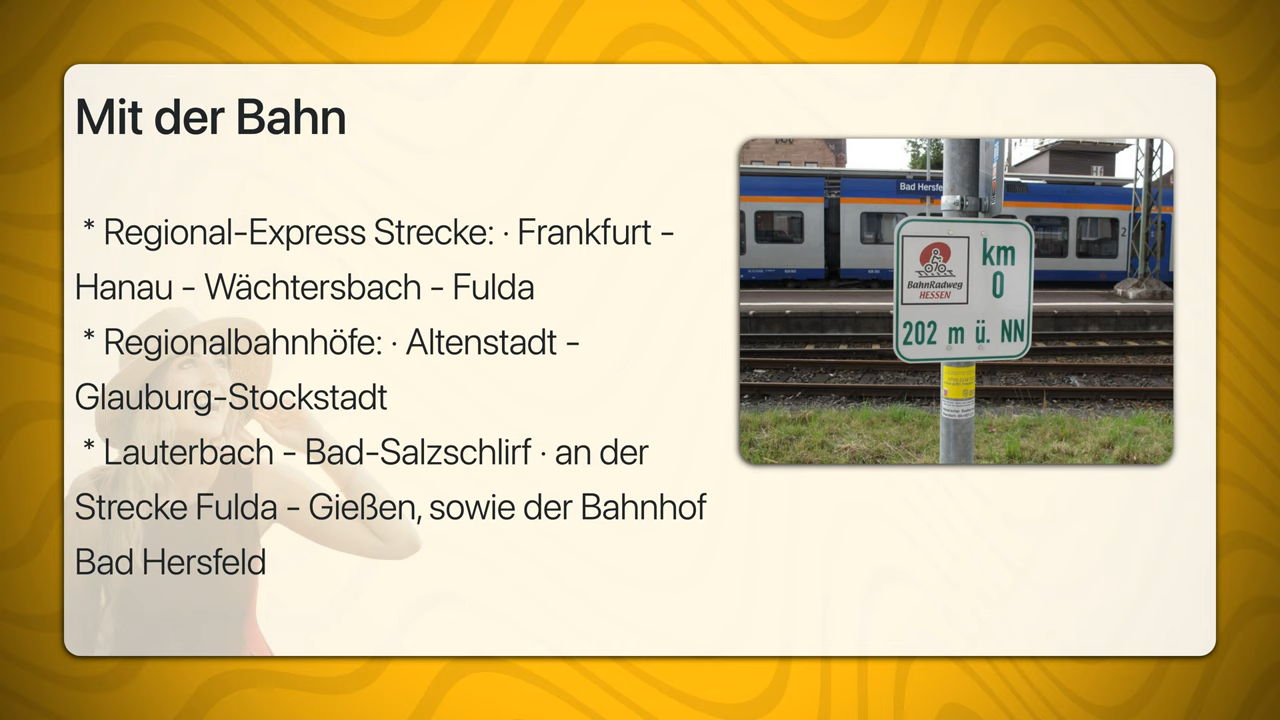 Mit der Bahn
* Regional-Express Strecke: · Frankfurt -
Hanau - Wächtersbach - Fulda
* Regionalbahnhöfe: · Altenstadt -
Glauburg-Stockstadt
* Lauterbach - Bad-Salzschlirf · an der
Strecke Fulda - Gießen, sowie der Bahnhof
Bad Hersfeld
Bad
km
0
BahnRadweg
HESSEN
202 m ü. NN
2